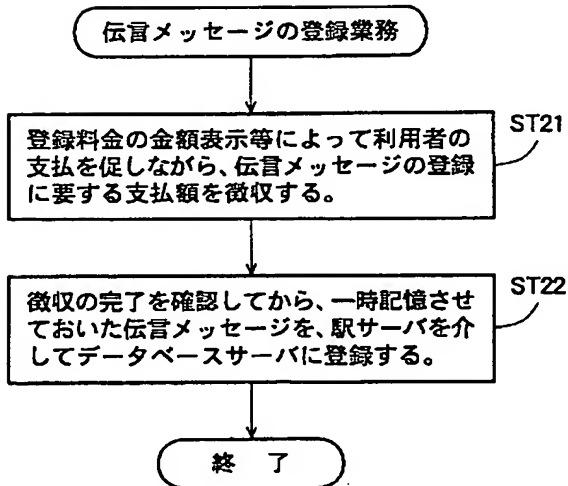 伝言メッセージの登録業務
登録料金の金額表示等によって利用者の
支払を促しながら、伝言メッセージの登録
に要する支払額を徴収する。
ST21
徴収の完了を確認してから、一時記憶させ
ておいた伝言メッセージを、駅サーバを介
してデータベースサーバに登録する。
ST22
終 了